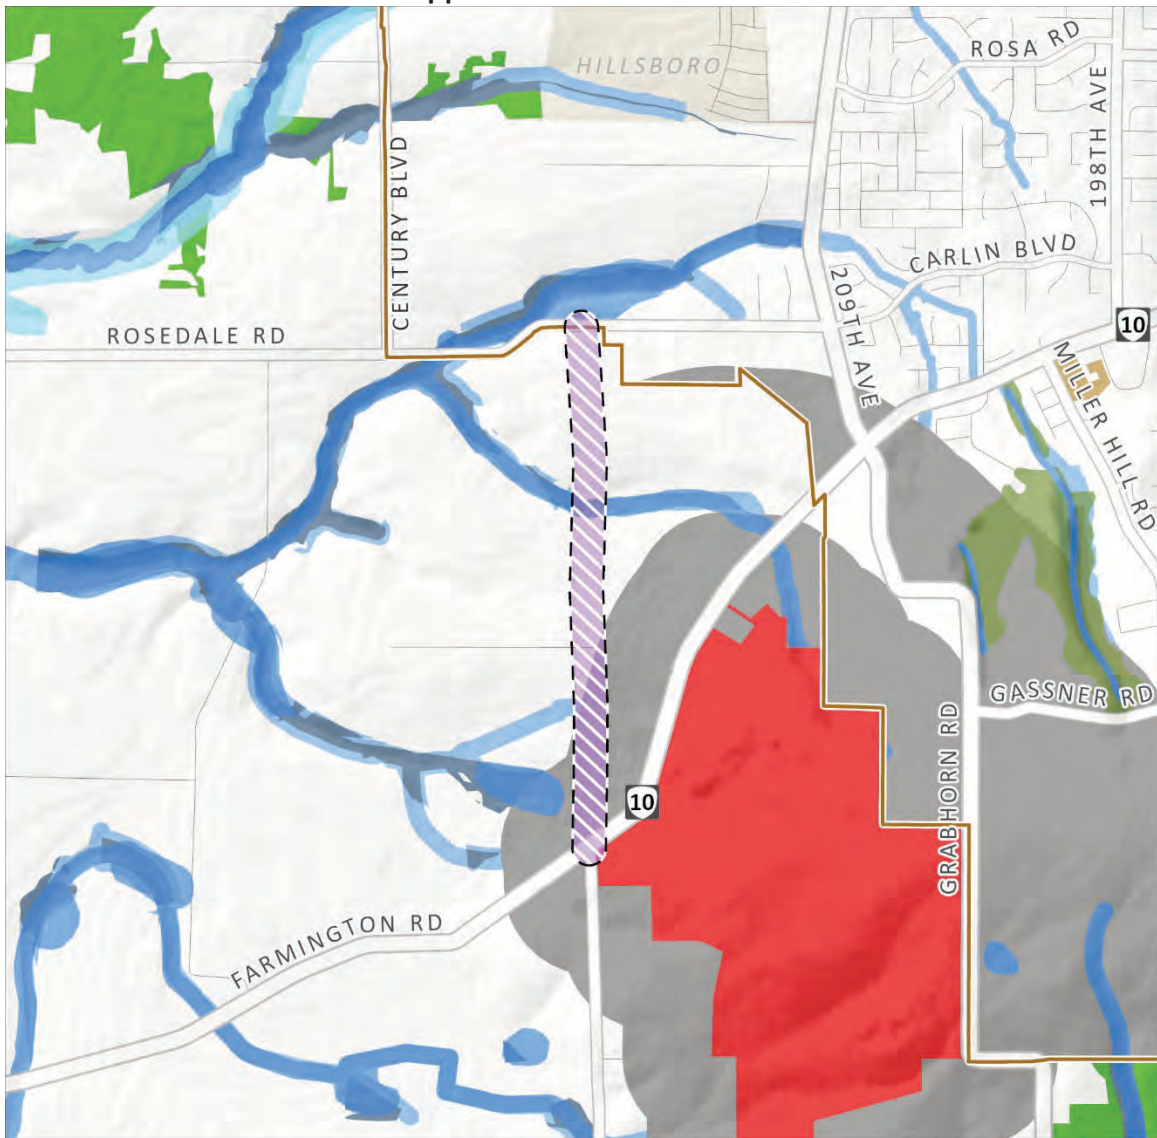 HILLSBORO
ROSA RD
198TH AVE
CENTURY BLVD
CARLIN BLVD
209TH AVE
ROSEDALE RD
10
MILLER HILL RD
GASSNER RD
10
GRABHORN RD
FARMINGTON RD